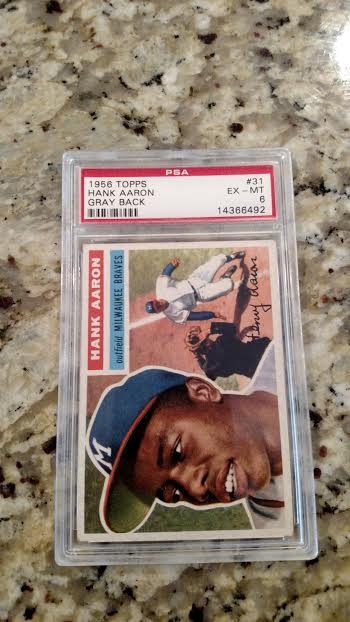 PSA
1956 TOPPS #31
HANK AARON EX - MT
GRAY BACK 6
14366492
HANK AARON
outfield MILWAUKEE BRAVES
Henry Aaron
M